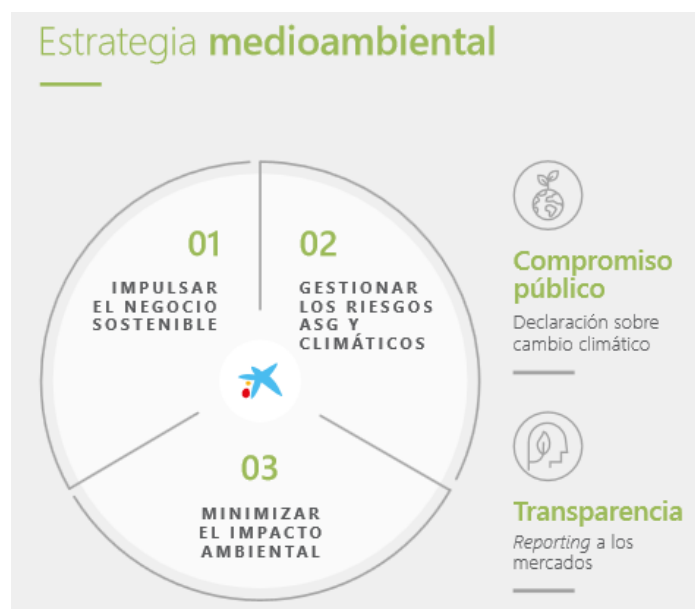 Estrategia medioambiental
01
IMPULSAR
EL NEGOCIO
SOSTENIBLE
02
GESTIONAR
LOS RIESGOS
ASG Y
CLIMÁTICOS
03
MINIMIZAR
EL IMPACTO
AMBIENTAL
Compromiso
público
Declaración sobre
cambio climático
Transparencia
Reporting a los
mercados